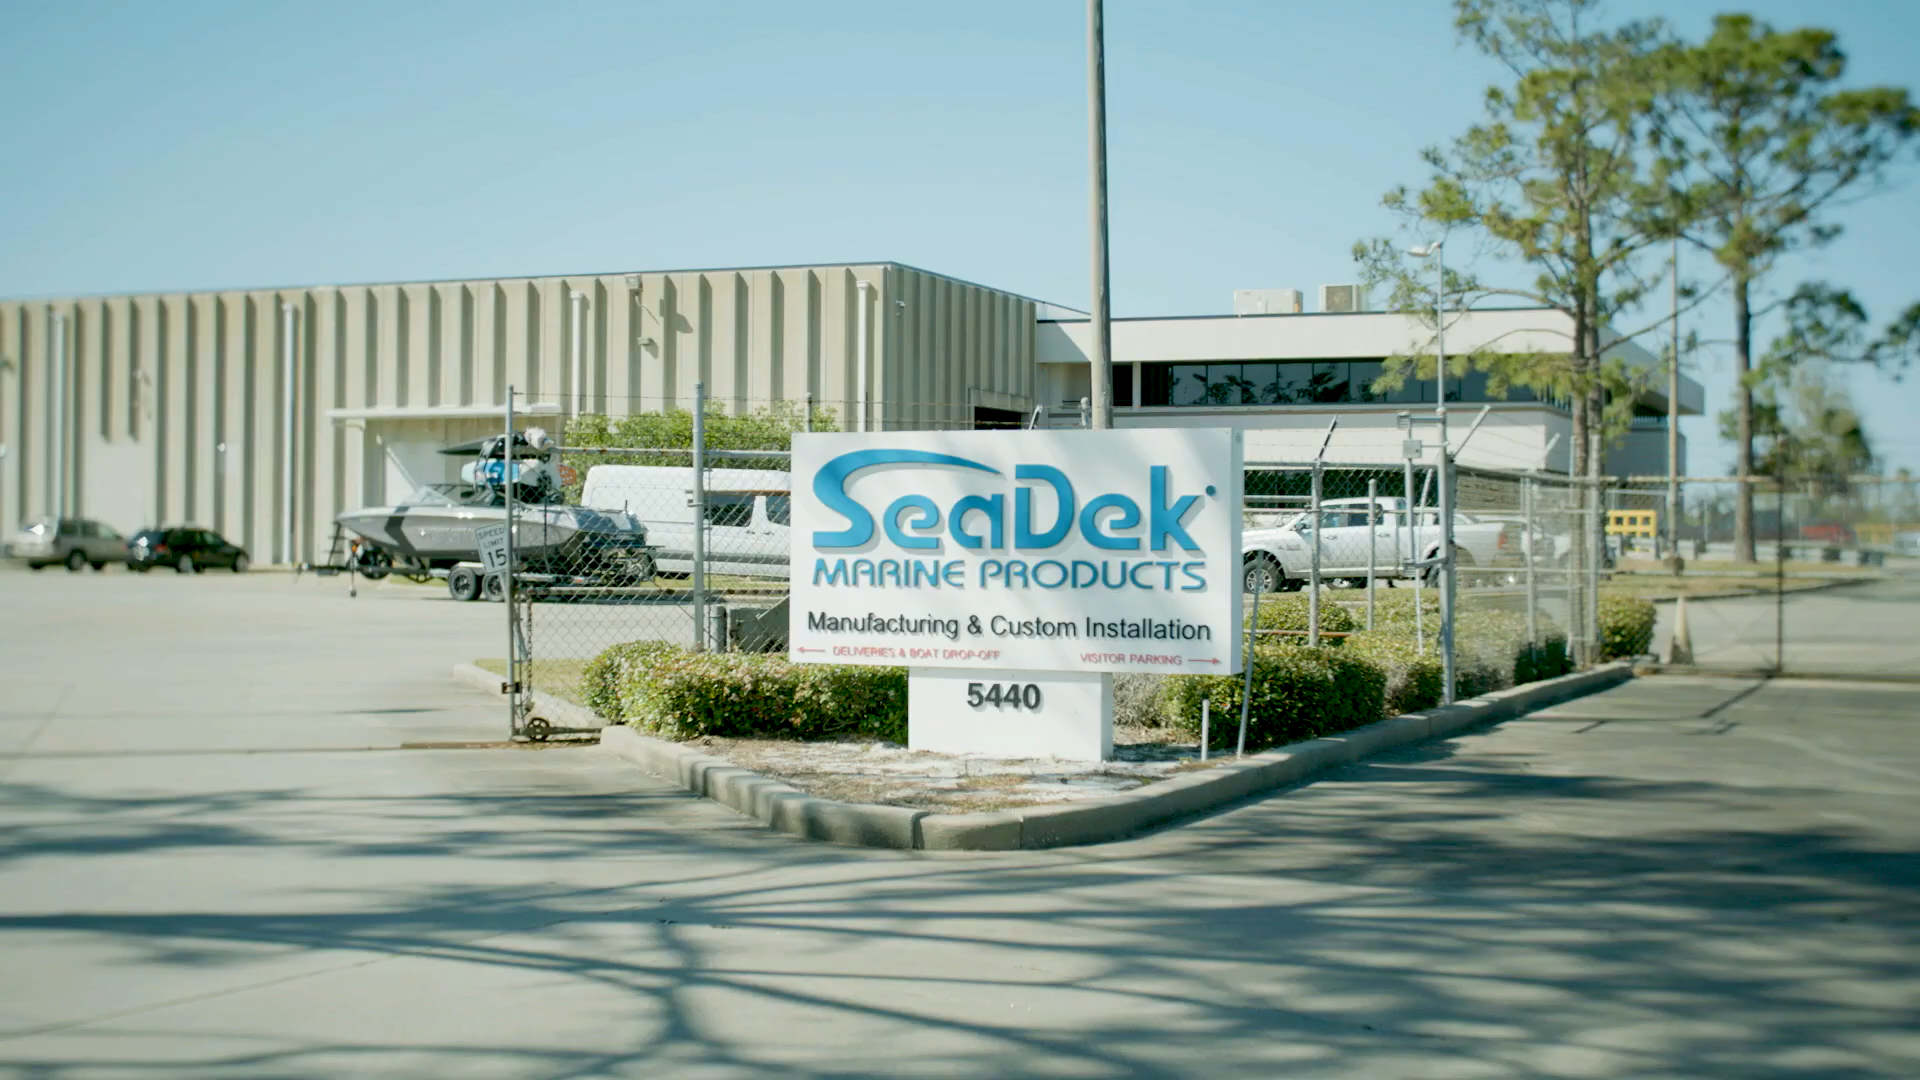 SeaDek
MARINE PRODUCTS
Manufacturing & Custom Installation
DELIVERIES & BOAT DROP-OFF
VISITOR PARKING
5440
SPEED
LIMIT
15